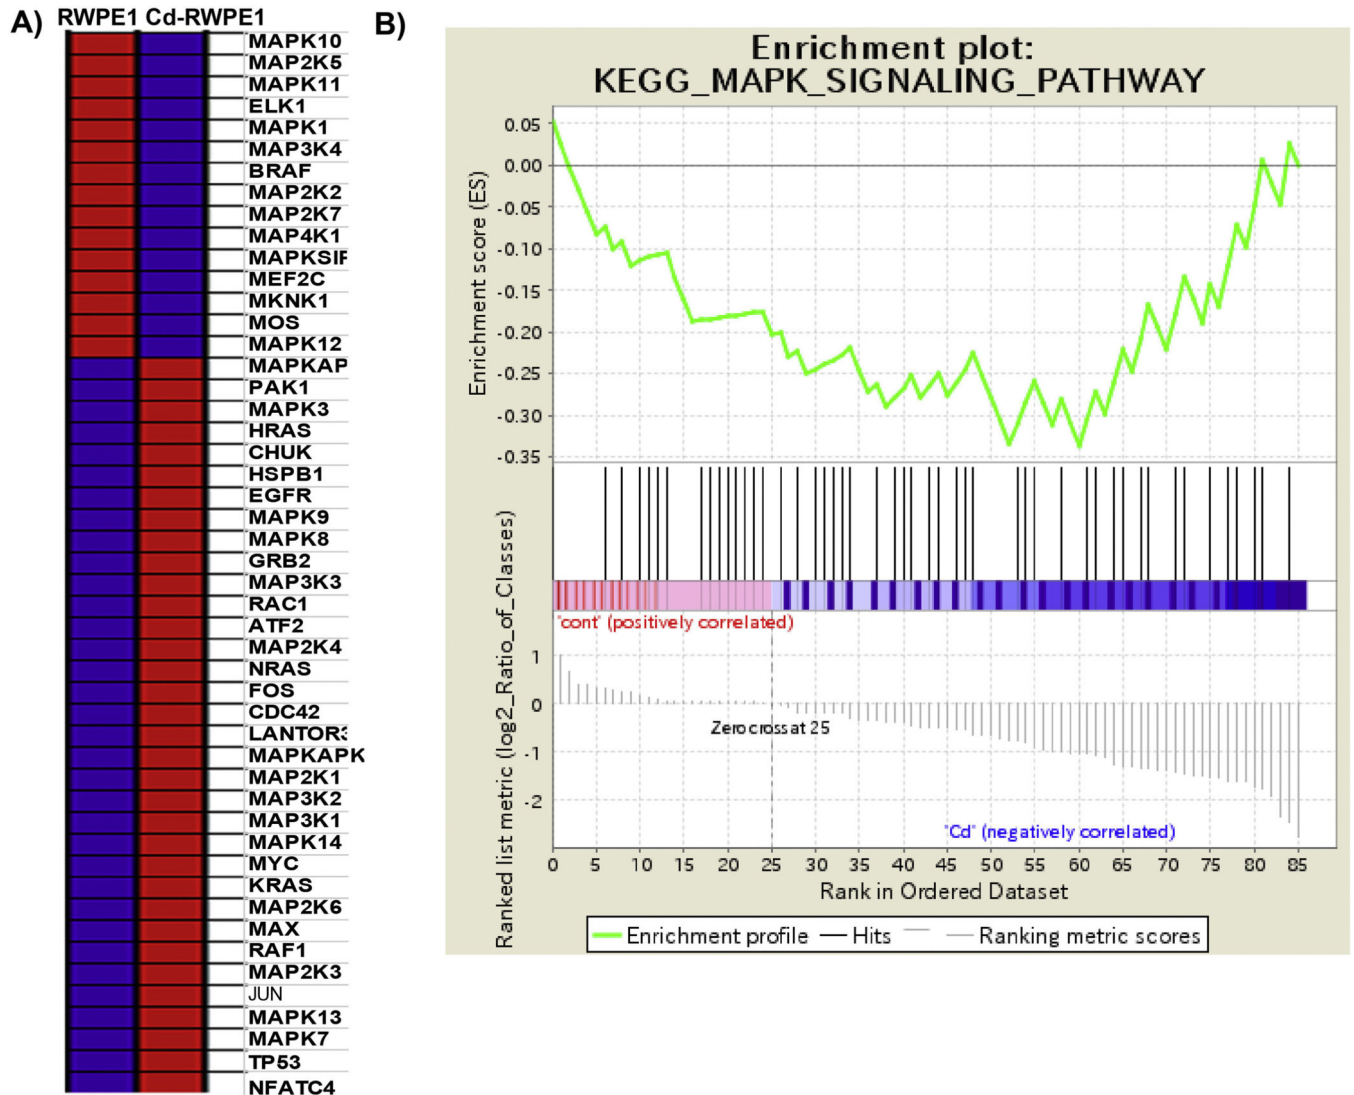 A) RWPE1 Cd-RWPE1
MAPK10
MAP2K5
MAPK11
ELK1
MAPK1
MAP3K4
BRAF
MAP2K2
MAP2K7
MAP4K1
MAPKSIF
MEF2C
MKNK1
MOS
MAPK12
MAPKAP
PAK1
MAPK3
HRAS
CHUK
HSPB1
EGFR
MAPK9
MAPK8
GRB2
MAP3K3
RAC1
ATF2
MAP2K4
NRAS
FOS
CDC42
LANTOR3
MAPKAPK
MAP2K1
MAP3K2
MAP3K1
MAPK14
MYC
KRAS
MAP2K6
MAX
RAF1
MAP2K3
JUN
MAPK13
MAPK7
TP53
NFATC4
B)
Enrichment plot:
KEGG_MAPK_SIGNALING_PATHWAY
Enrichment score (ES)
0.05
0.00
-0.05
-0.10
-0.15
-0.20
-0.25
-0.30
-0.35
Ranked list metric (log2_Ratio_of_Classes)
'cont' (positively correlated)
1
0
-1
-2
Zero cross at 25
'Cd' (negatively correlated)
0 5 10 15 20 25 30 35 40 45 50 55 60 65 70 75 80 85
Rank in Ordered Dataset
Enrichment profile Hits Ranking metric scores